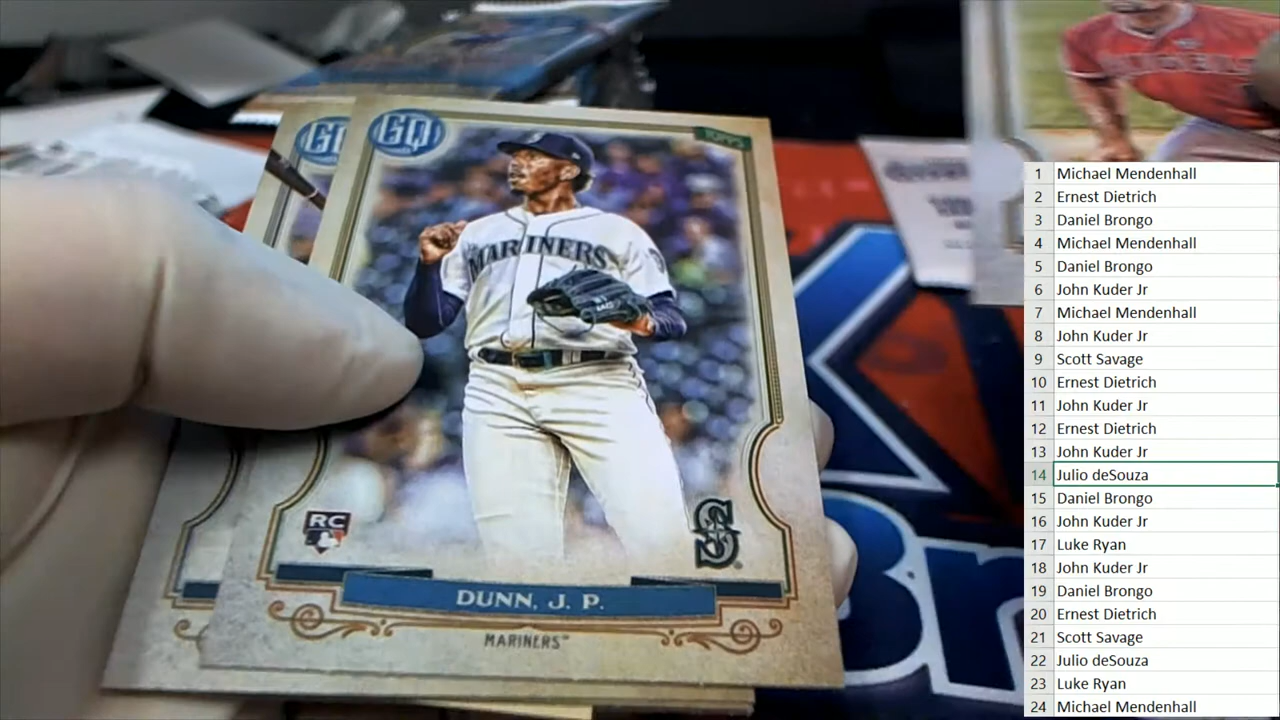 GQ
GQ
TOPPS
MARINERS
RC
S
DUNN, J. P.
MARINERS™
1 Michael Mendenhall
2 Ernest Dietrich
3 Daniel Brongo
4 Michael Mendenhall
5 Daniel Brongo
6 John Kuder Jr
7 Michael Mendenhall
8 John Kuder Jr
9 Scott Savage
10 Ernest Dietrich
11 John Kuder Jr
12 Ernest Dietrich
13 John Kuder Jr
14 Julio deSouza
15 Daniel Brongo
16 John Kuder Jr
17 Luke Ryan
18 John Kuder Jr
19 Daniel Brongo
20 Ernest Dietrich
21 Scott Savage
22 Julio deSouza
23 Luke Ryan
24 Michael Mendenhall